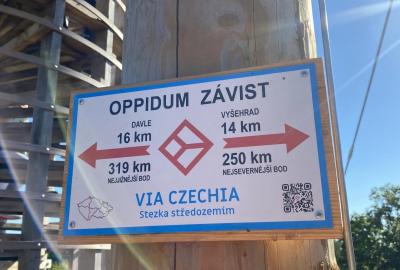 OPPIDUM ZÁVIST
DAVLE
16 km
319 km
NEJJIŽNĚJŠÍ BOD
VYŠEHRAD
14 km
250 km
NEJSEVERNĚJŠÍ BOD
VIA CZECHIA
Stezka středozemím